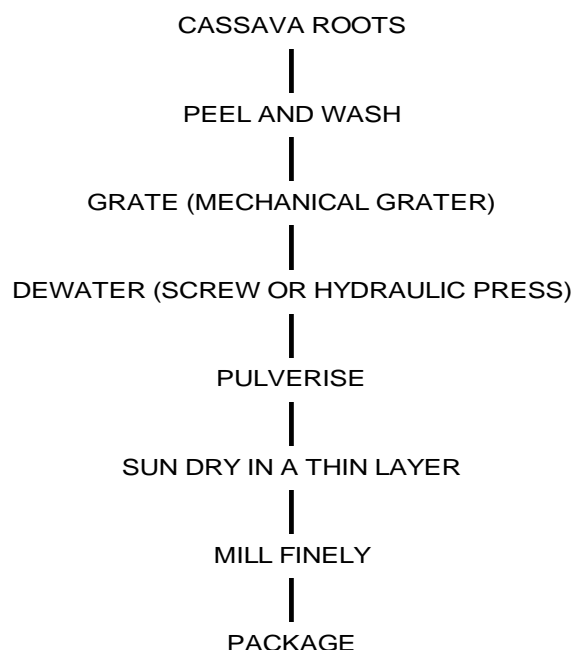 CASSAVA ROOTS
PEEL AND WASH
GRATE (MECHANICAL GRATER)
DEWATER (SCREW OR HYDRAULIC PRESS)
PULVERISE
SUN DRY IN A THIN LAYER
MILL FINELY
PACKAGE